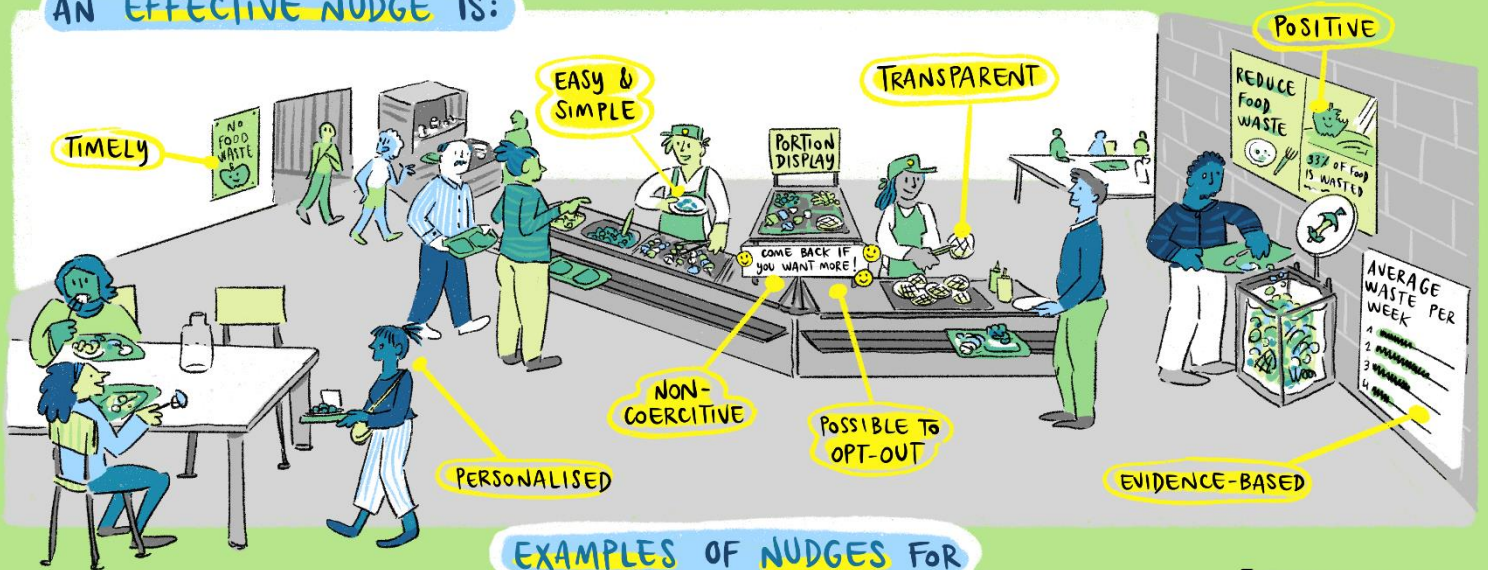 AN EFFECTIVE NUDGE IS:
POSITIVE
EASY &
SIMPLE
TRANSPARENT
TIMELY
NO
FOOD
WASTE
PORTION
DISPLAY
REDUCE
FOOD
WASTE
33% OF FOOD
IS WASTED
COME BACK IF
YOU WANT MORE!
AVERAGE
WASTE PER
WEEK
1
2
3
4
NON-
COERCITIVE
POSSIBLE TO
OPT-OUT
PERSONALISED
EVIDENCE-BASED
EXAMPLES OF NUDGES FOR